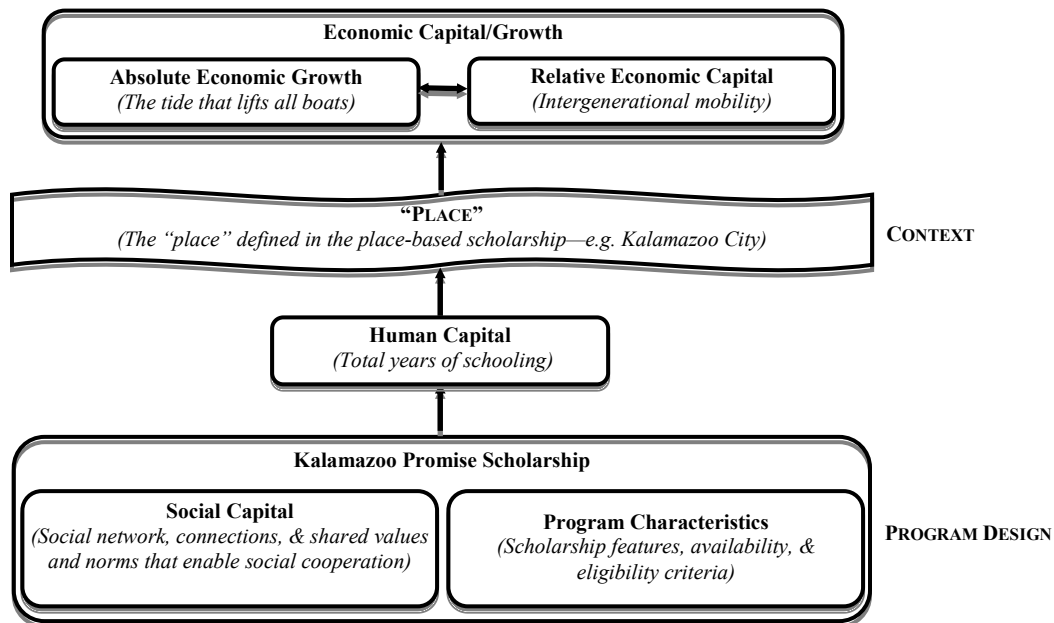 Economic Capital/Growth
Absolute Economic Growth
(The tide that lifts all boats)
Relative Economic Capital
(Intergenerational mobility)
“PLACE”
(The “place” defined in the place-based scholarship—e.g. Kalamazoo City)
CONTEXT
Human Capital
(Total years of schooling)
Kalamazoo Promise Scholarship
Social Capital
(Social network, connections, & shared values
and norms that enable social cooperation)
Program Characteristics
(Scholarship features, availability, &
eligibility criteria)
PROGRAM DESIGN